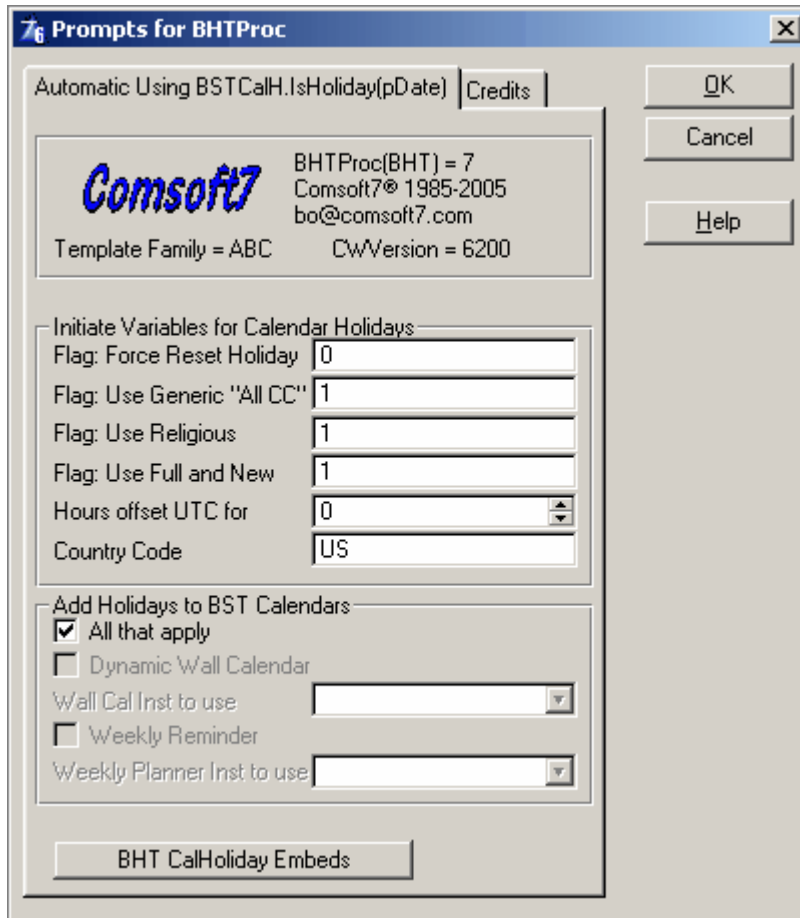 76 Prompts for BHTProc
Automatic Using BSTCalH.IsHoliday(pDate)
Credits
OK
Cancel
Help
Comsoft7
BHTProc(BHT) = 7
Comsoft7® 1985-2005
bo@comsoft7.com
Template Family = ABC
CWVersion = 6200
Initiate Variables for Calendar Holidays
Flag: Force Reset Holiday 0
Flag: Use Generic "All CC" 1
Flag: Use Religious 1
Flag: Use Full and New 1
Hours offset UTC for 0
Country Code US
Add Holidays to BST Calendars
All that apply
Dynamic Wall Calendar
Wall Cal Inst to use
Weekly Reminder
Weekly Planner Inst to use
BHT CalHoliday Embeds